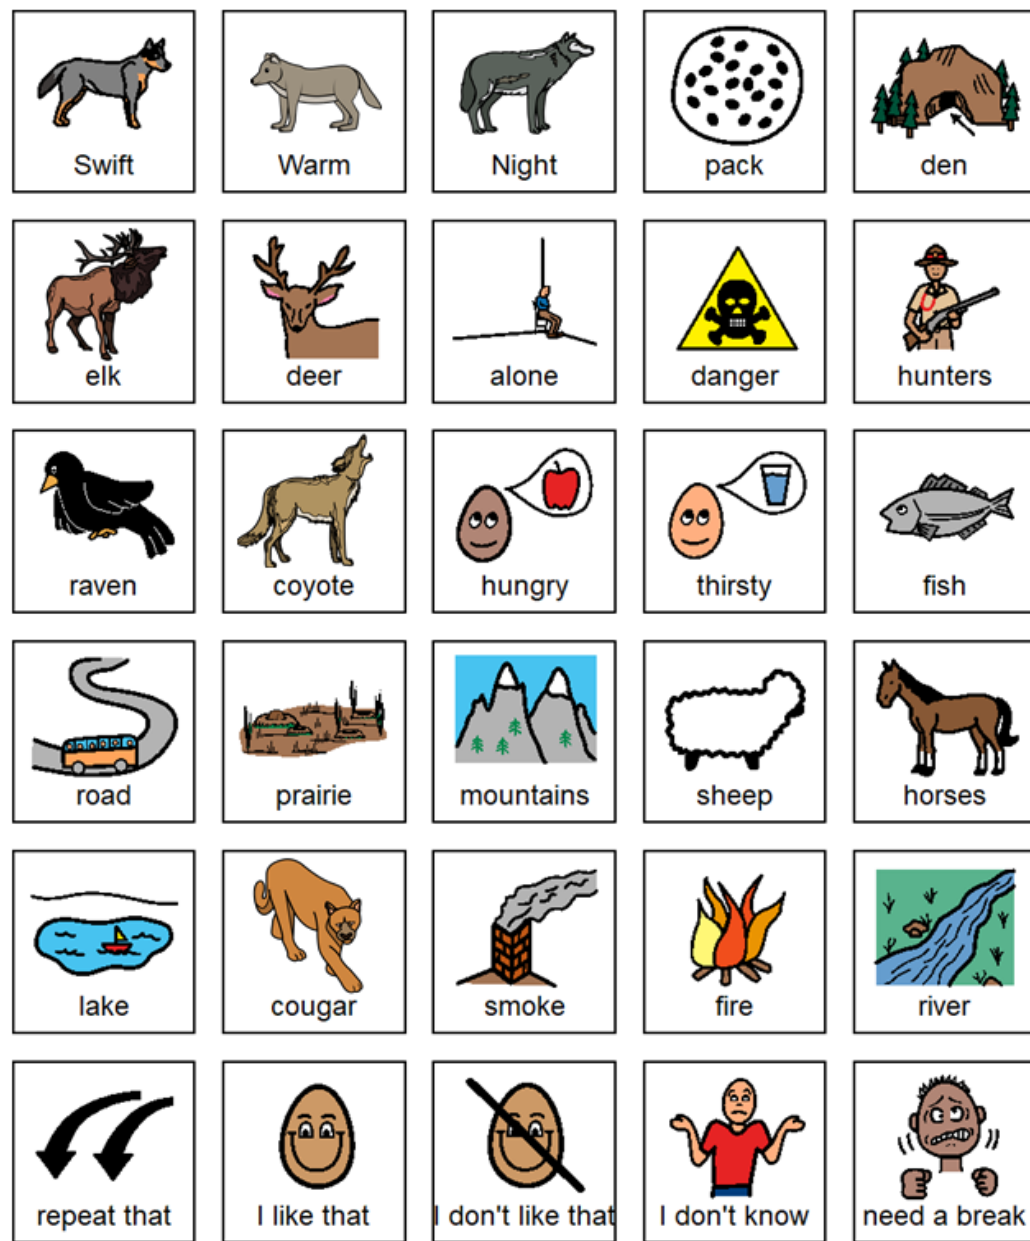 Swift
Warm
Night
pack
den
elk
deer
alone
danger
hunters
raven
coyote
hungry
thirsty
fish
road
prairie
mountains
sheep
horses
lake
cougar
smoke
fire
river
repeat that
I like that
I don't like that
I don't know
need a break